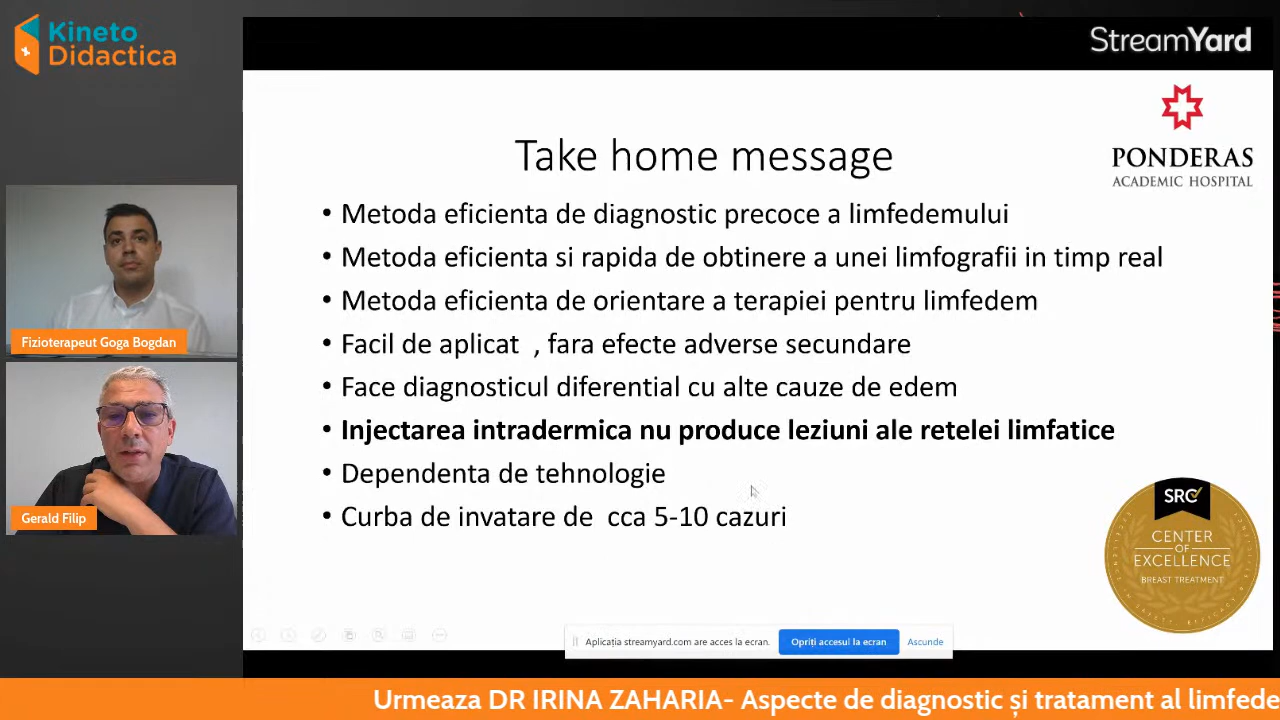 Kineto
Didactica
StreamYard
PONDERAS
ACADEMIC HOSPITAL
Take home message
• Metoda eficienta de diagnostic precoce a limfedemului
• Metoda eficienta si rapida de obtinere a unei limfografii in timp real
• Metoda eficienta de orientare a terapiei pentru limfedem
• Facil de aplicat , fara efecte adverse secundare
• Face diagnosticul diferential cu alte cauze de edem
• Injectarea intradermica nu produce leziuni ale retelei limfatice
• Dependenta de tehnologie
• Curba de invatare de cca 5-10 cazuri
Fizioterapeut Goga Bogdan
Gerald Filip
SRC
CENTER
OF
EXCELLENCE
BREAST TREATMENT
Aplicația streamyard.com are acces la ecran.
Opriți accesul la ecran
Ascunde
Urmeaza DR IRINA ZAHARIA- Aspecte de diagnostic și tratament al limfede